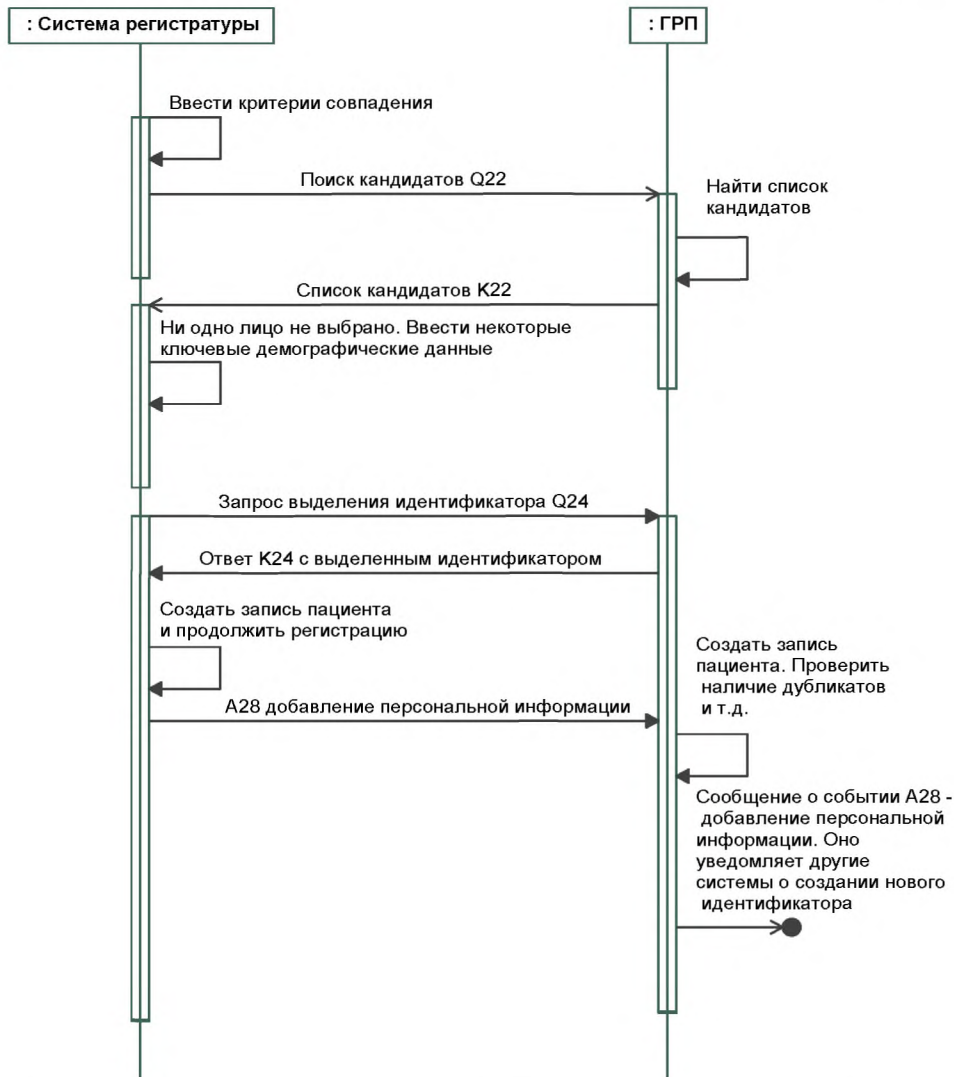 : Система регистратуры
: ГРП
Ввести критерии совпадения
Поиск кандидатов Q22
Найти список
кандидатов
Список кандидатов K22
Ни одно лицо не выбрано. Ввести некоторые
ключевые демографические данные
Запрос выделения идентификатора Q24
Ответ K24 с выделенным идентификатором
Создать запись пациента
и продолжить регистрацию
Создать запись
пациента. Проверить
наличие дубликатов
и т.д.
A28 добавление персональной информации
Сообщение о событии A28 -
добавление персональной
информации. Оно
уведомляет другие
системы о создании нового
идентификатора